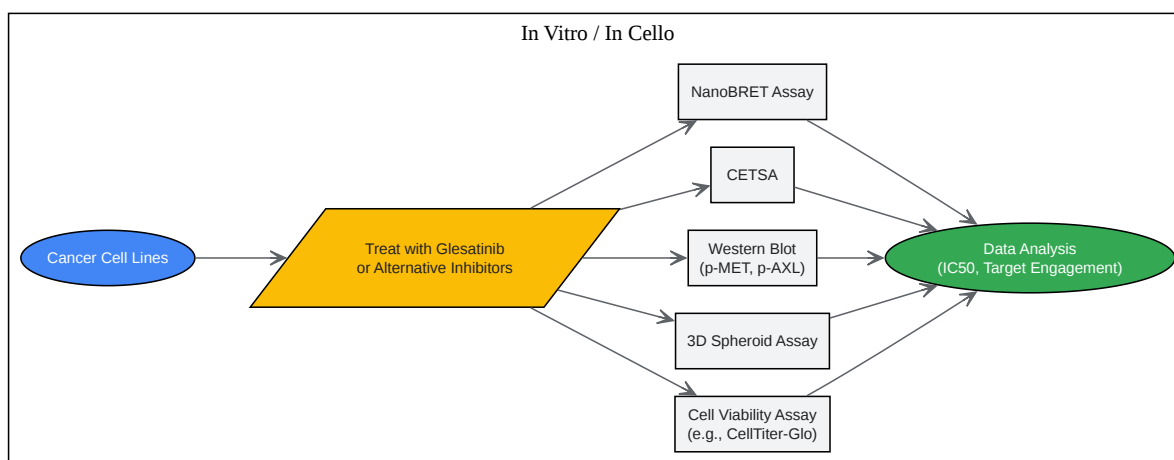 In Vitro / In Cello
Cancer Cell Lines
Treat with Glesatinib
or Alternative Inhibitors
NanoBRET Assay
CETSA
Western Blot
(p-MET, p-AXL)
3D Spheroid Assay
Cell Viability Assay
(e.g., CellTiter-Glo)
Data Analysis
(IC50, Target Engagement)